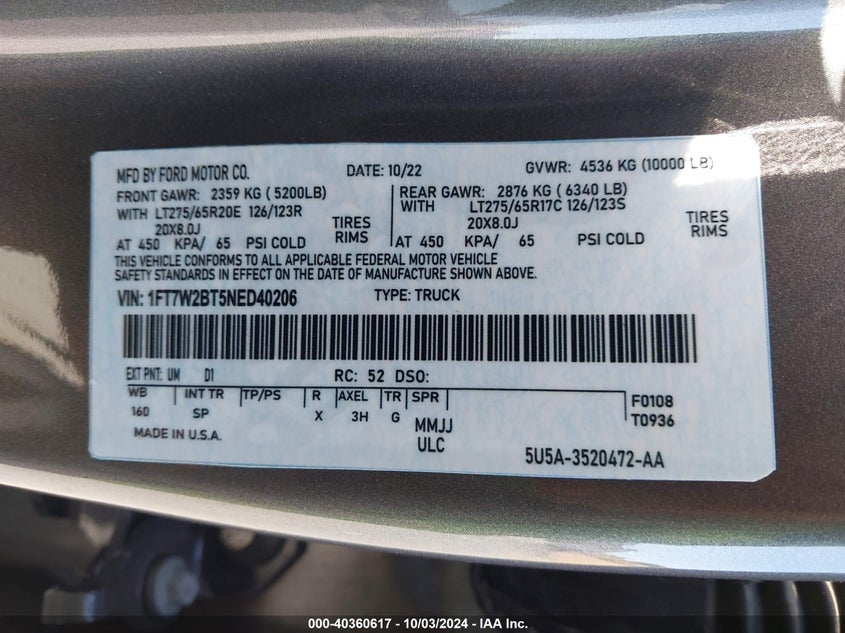 MFD BY FORD MOTOR CO. DATE: 10/22 GVWR: 4536 KG (10000 LB)
FRONT GAWR: 2359 KG ( 5200LB) REAR GAWR: 2876 KG ( 6340 LB)
WITH LT275/65R20E 126/123R TIRES WITH LT275/65R17C 126/123S TIRES
20X8.0J RIMS 20X8.0J RIMS
AT 450 KPA/ 65 PSI COLD AT 450 KPA/ 65 PSI COLD
THIS VEHICLE CONFORMS TO ALL APPLICABLE FEDERAL MOTOR VEHICLE
SAFETY STANDARDS IN EFFECT ON THE DATE OF MANUFACTURE SHOWN ABOVE.
VIN: 1FT7W2BT5NED40206 TYPE: TRUCK
EXT PNT: UM D1 RC: 52 DSO:
WB INT TR TP/PS R AXEL TR SPR F0108
160 SP X 3H G T0936
MMJJ
ULC
MADE IN U.S.A. 5U5A-3520472-AA
000-40360617 - 10/03/2024 - IAA Inc.